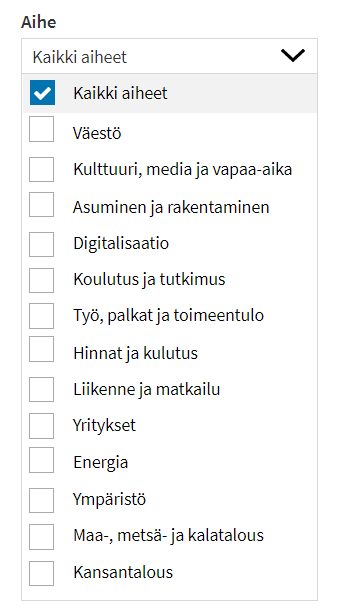 Aihe
Kaikki aiheet
Kaikki aiheet
Väestö
Kulttuuri, media ja vapaa-aika
Asuminen ja rakentaminen
Digitalisaatio
Koulutus ja tutkimus
Työ, palkat ja toimeentulo
Hinnat ja kulutus
Liikenne ja matkailu
Yritykset
Energia
Ympäristö
Maa-, metsä- ja kalatalous
Kansantalous